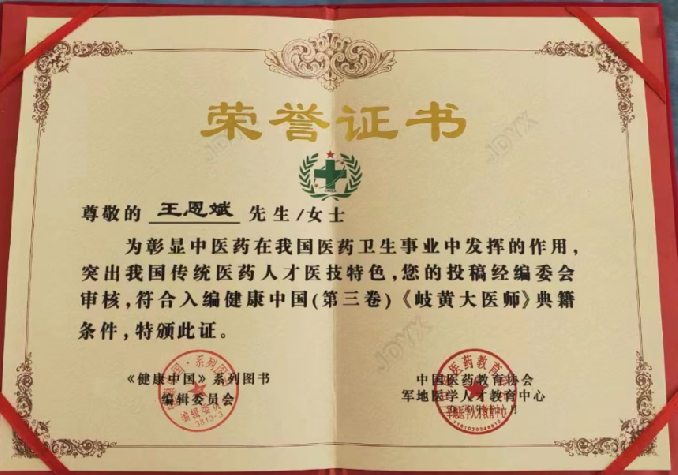 荣誉证书
尊敬的 王恩斌 先生/女士
为彰显中医药在我国医药卫生事业中发挥的作用，
突出我国传统医药人才医技特色，您的投稿经编委会
审核，符合入编健康中国(第三卷)《岐黄大医师》典籍
条件，特颁此证。
《健康中国》系列图书
编辑委员会
中国医药教育协会
军地医学人才教育中心
JDYX
JDYX
JDYX